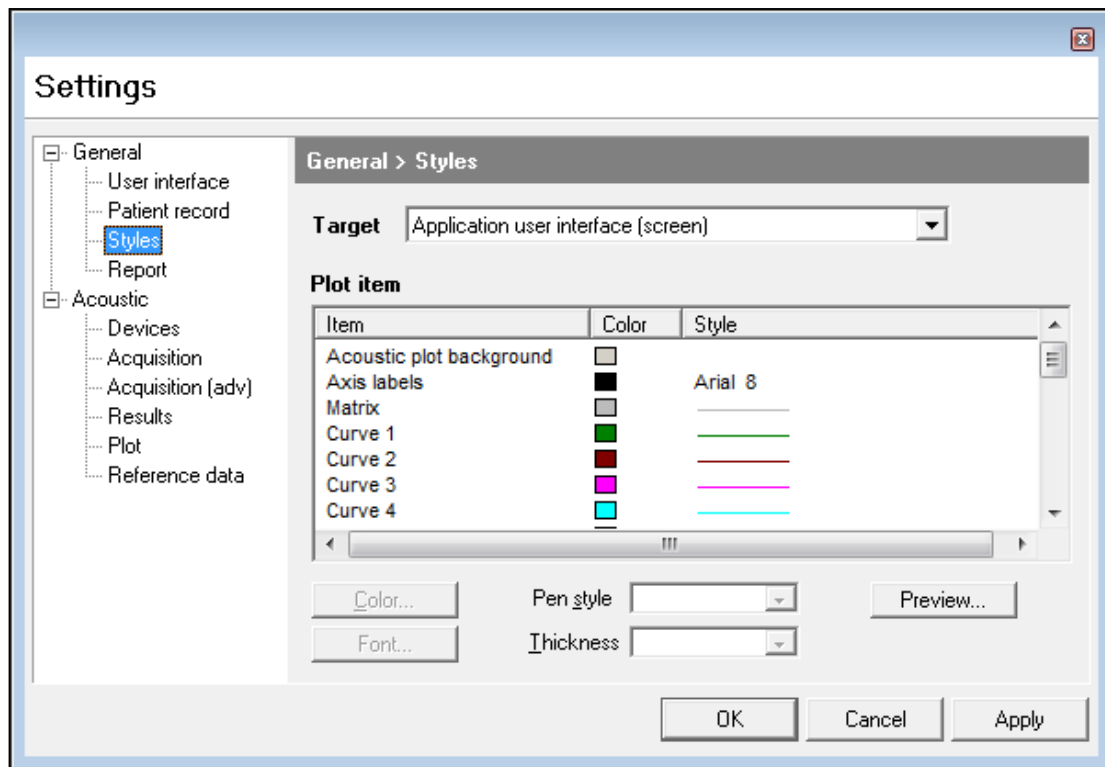 Settings
General
User interface
Patient record
Styles
Report
Acoustic
Devices
Acquisition
Acquisition (adv)
Results
Plot
Reference data
General > Styles
Target Application user interface (screen)
Plot item
Item Color Style
Acoustic plot background
Axis labels Arial 8
Matrix
Curve 1
Curve 2
Curve 3
Curve 4
Color... Pen style Preview...
Font... Thickness
OK Cancel Apply